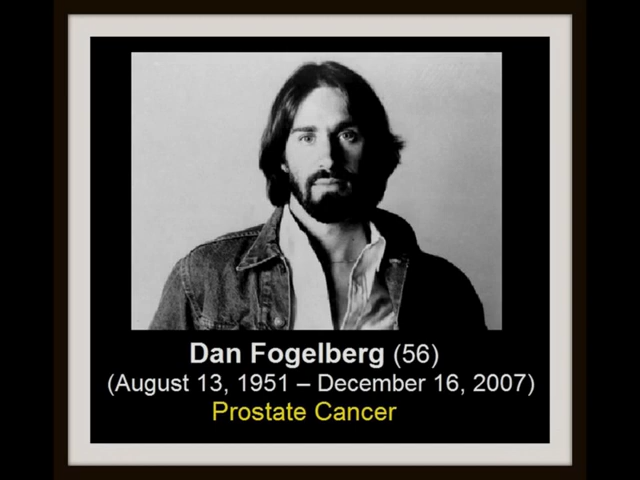 Dan Fogelberg (56)
(August 13, 1951 – December 16, 2007)
Prostate Cancer